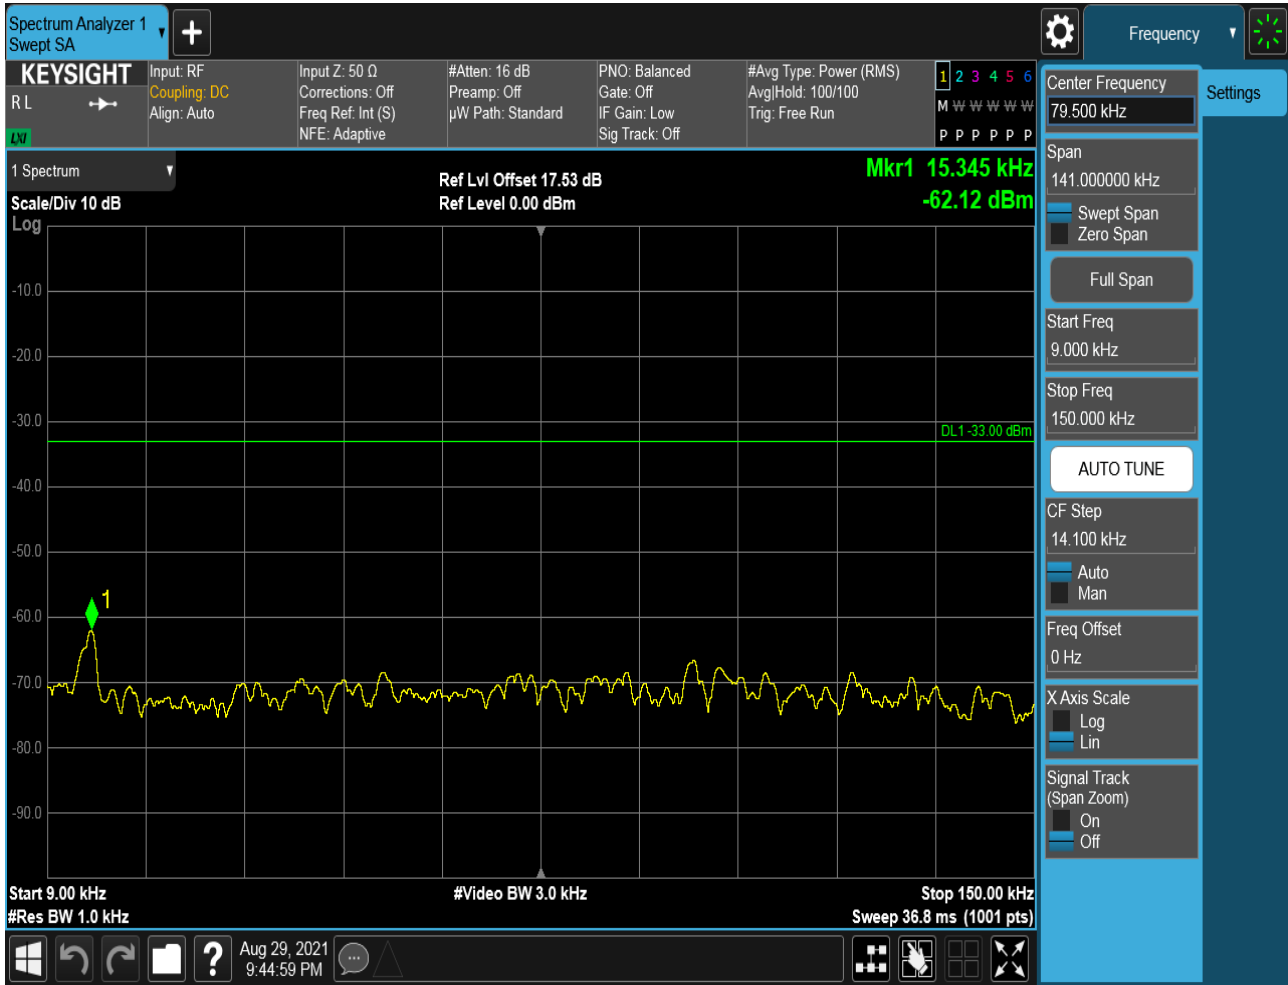 Spectrum Analyzer 1
Swept SA
Frequency
KEYSIGHT
R L
LXI
Input: RF
Coupling: DC
Align: Auto
Input Z: 50 Ω
Corrections: Off
Freq Ref: Int (S)
NFE: Adaptive
#Atten: 16 dB
Preamp: Off
µW Path: Standard
PNO: Balanced
Gate: Off
IF Gain: Low
Sig Track: Off
#Avg Type: Power (RMS)
Avg|Hold: 100/100
Trig: Free Run
1 2 3 4 5 6
M W W W W W
P P P P P P
1 Spectrum
Scale/Div 10 dB
Log
Ref Lvl Offset 17.53 dB
Ref Level 0.00 dBm
Mkr1 15.345 kHz
-62.12 dBm
-10.0
-20.0
-30.0
DL1 -33.00 dBm
-40.0
-50.0
1
-60.0
-70.0
-80.0
-90.0
Start 9.00 kHz
#Res BW 1.0 kHz
#Video BW 3.0 kHz
Stop 150.00 kHz
Sweep 36.8 ms (1001 pts)
Center Frequency
79.500 kHz
Settings
Span
141.000000 kHz
Swept Span
Zero Span
Full Span
Start Freq
9.000 kHz
Stop Freq
150.000 kHz
AUTO TUNE
CF Step
14.100 kHz
Auto
Man
Freq Offset
0 Hz
X Axis Scale
Log
Lin
Signal Track
(Span Zoom)
On
Off
?
Aug 29, 2021
9:44:59 PM